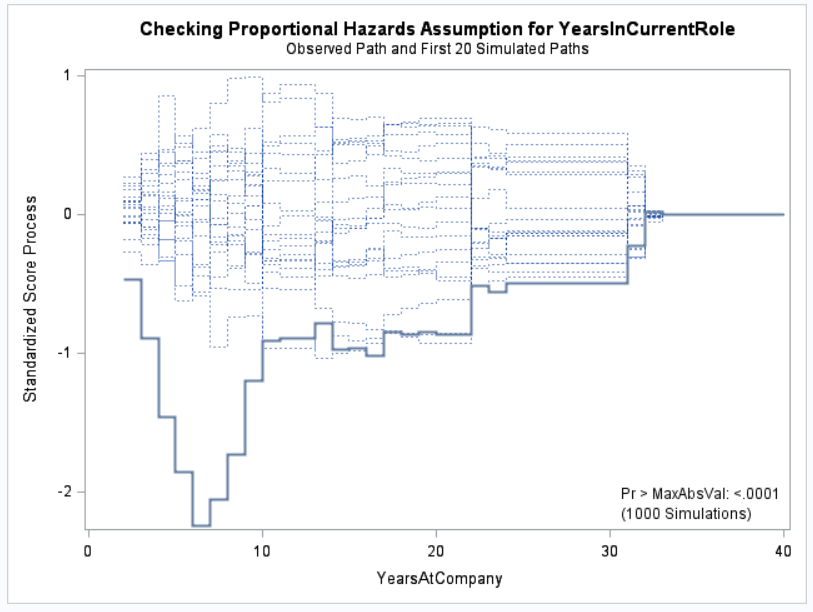 Checking Proportional Hazards Assumption for YearsInCurrentRole
Observed Path and First 20 Simulated Paths
Standardized Score Process
1
0
-1
-2
Pr > MaxAbsVal: <.0001
(1000 Simulations)
0 10 20 30 40
YearsAtCompany